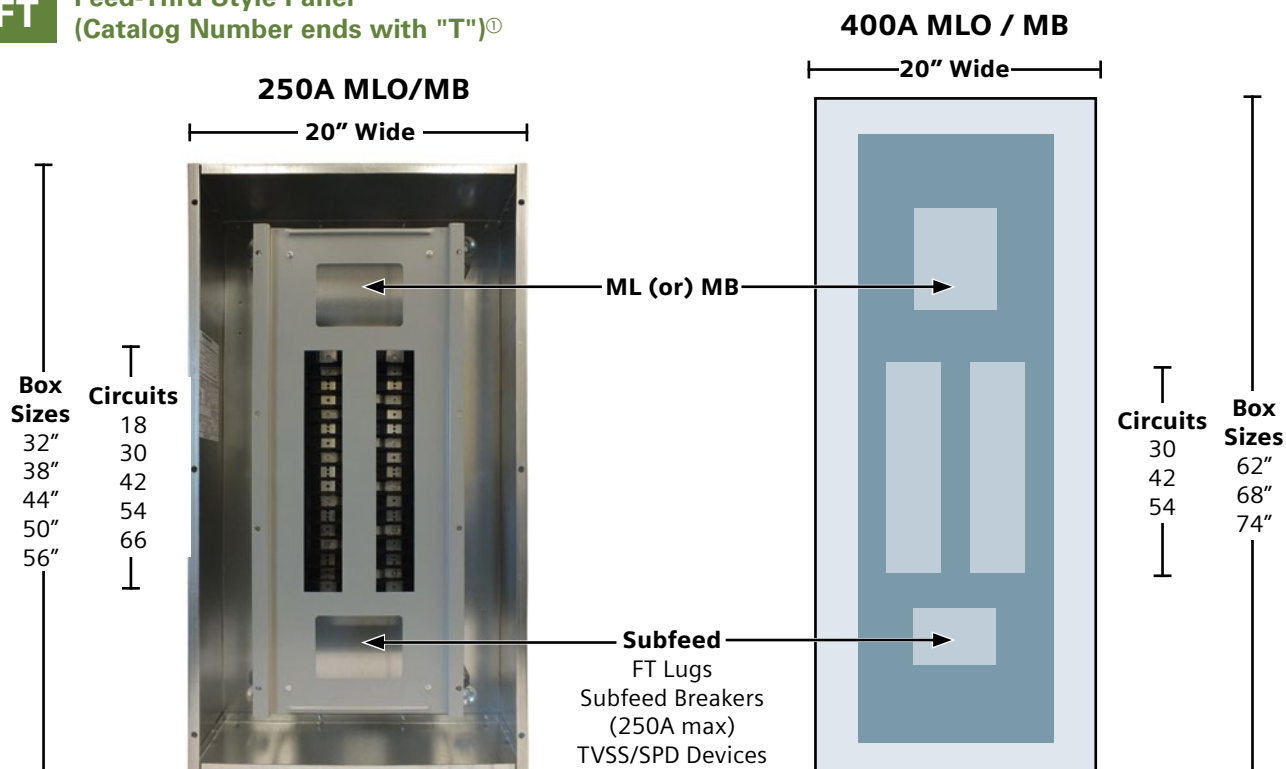 FT
Feed-Thru Style Panel
(Catalog Number ends with "T")①
250A MLO/MB
20” Wide
Box
Sizes
32”
38”
44”
50”
56”
Circuits
18
30
42
54
66
400A MLO / MB
20” Wide
ML (or) MB
Subfeed
FT Lugs
Subfeed Breakers
(250A max)
TVSS/SPD Devices
Circuits
30
42
54
Box
Sizes
62”
68”
74”